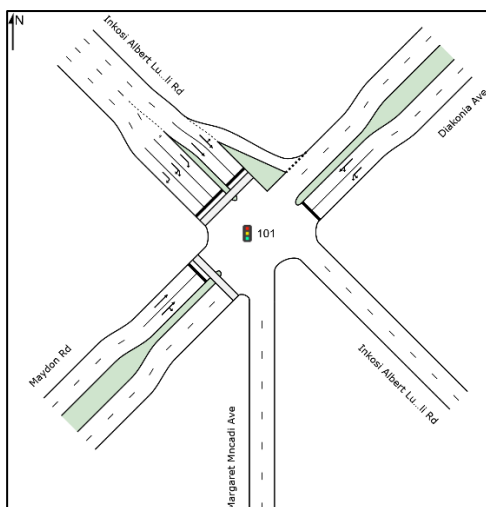 N
Inkosi Albert Lu...li Rd
Diakonia Ave
101
Maydon Rd
Inkosi Albert Lu...li Rd
Margaret Mncadi Ave